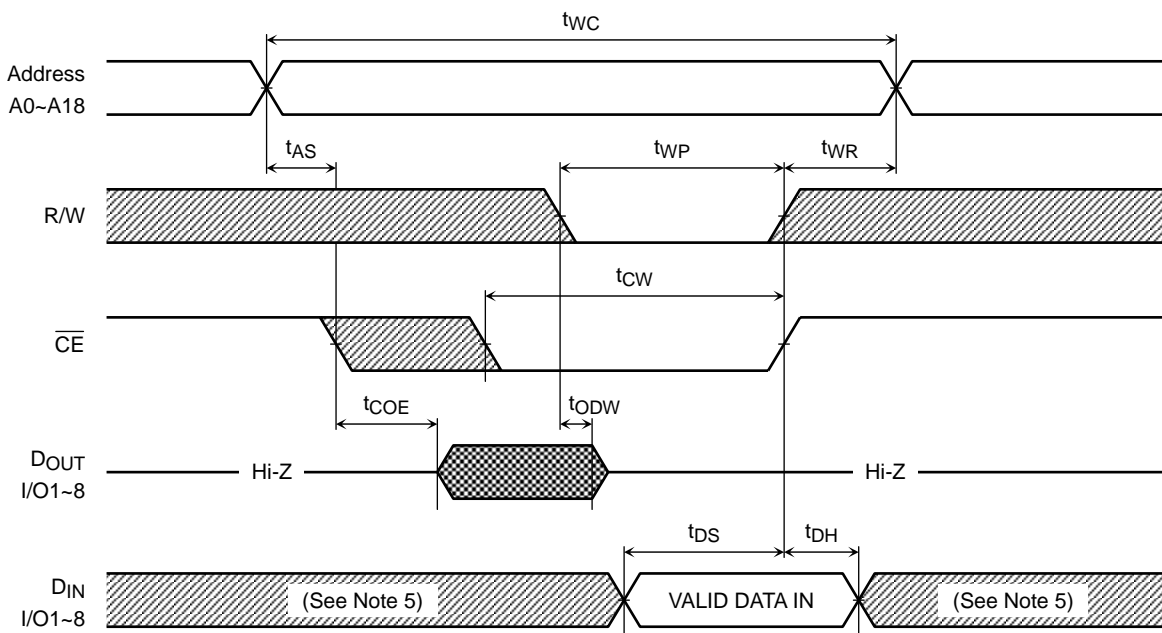 tWC
Address
A0~A18
tAS
tWP
tWR
R/W
tCW
CE
tCOE
tODW
DOUT
I/O1~8
Hi-Z
Hi-Z
tDS
tDH
DIN
I/O1~8
(See Note 5)
VALID DATA IN
(See Note 5)